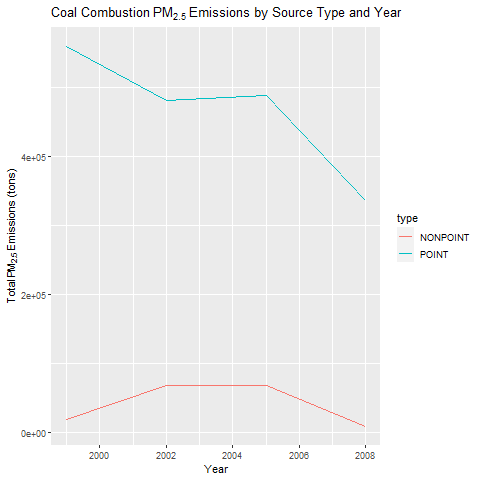 Coal Combustion PM2.5 Emissions by Source Type and Year
Total PM2.5 Emissions (tons)
4e+05
2e+05
0e+00
2000 2002 2004 2006 2008
Year
type
NONPOINT
POINT